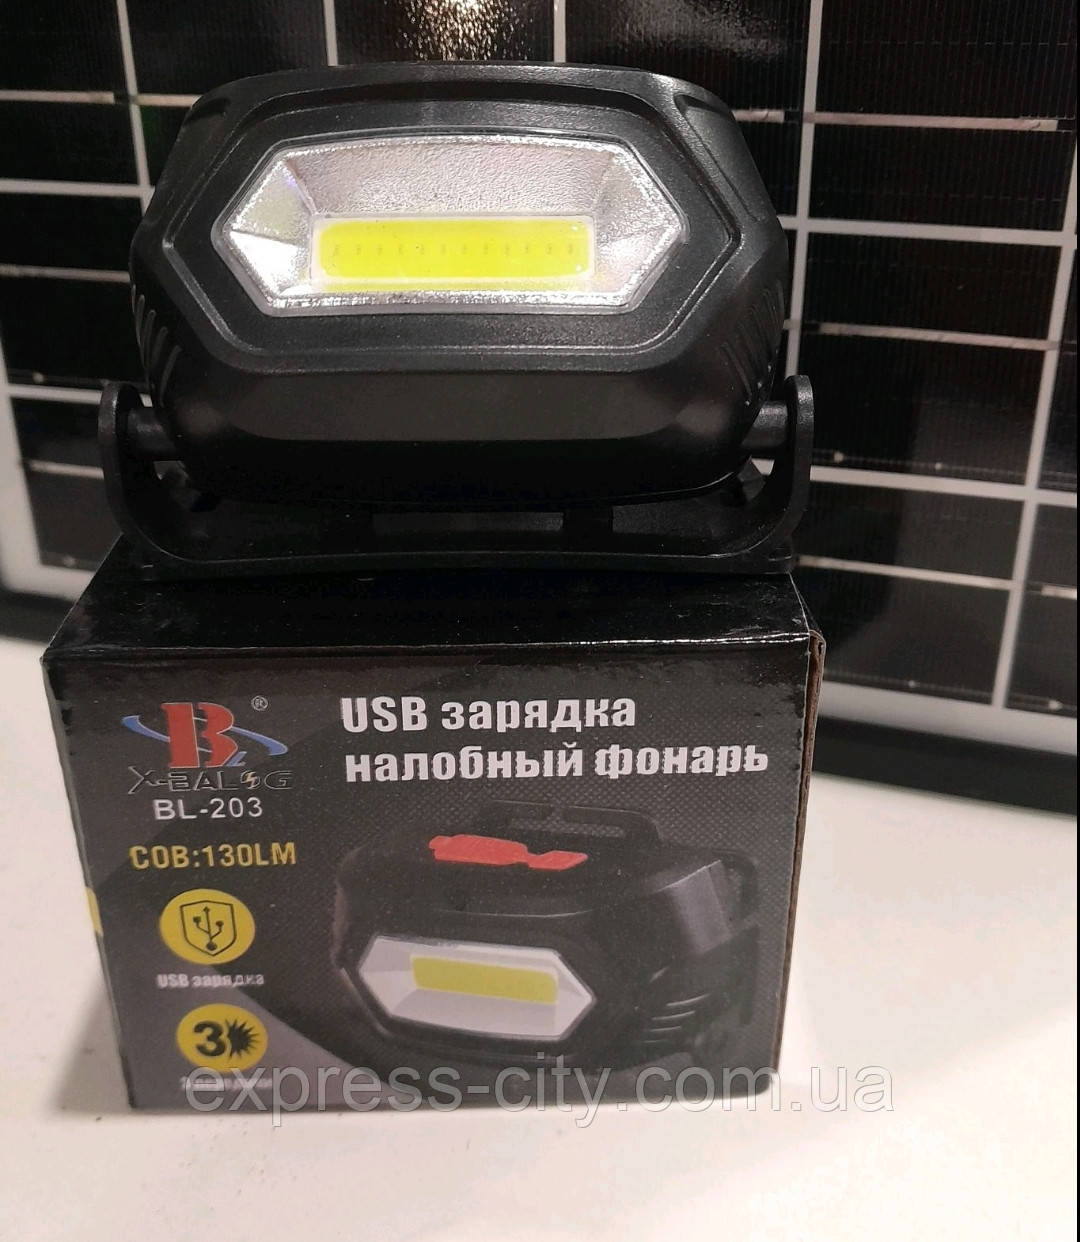 USB зарядка
налобный фонарь
B L ®
X-BALOG
BL-203
COB:130LM
USB зарядка
3
express-city.com.ua